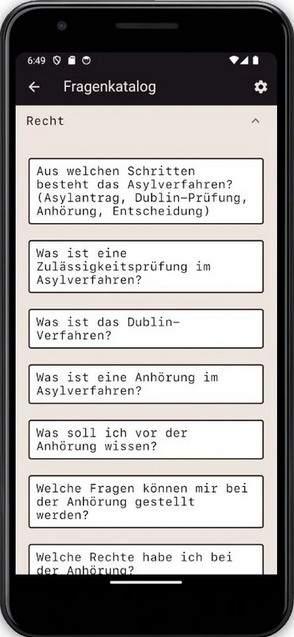 6:49
Fragenkatalog
Recht
Aus welchen Schritten
besteht das Asylverfahren?
(Asylantrag, Dublin-Prüfung,
Anhörung, Entscheidung)
Was ist eine
Zulässigkeitsprüfung im
Asylverfahren?
Was ist das Dublin-
Verfahren?
Was ist eine Anhörung im
Asylverfahren?
Was soll ich vor der
Anhörung wissen?
Welche Fragen können mir bei
der Anhörung gestellt
werden?
Welche Rechte habe ich bei
der Anhörung?